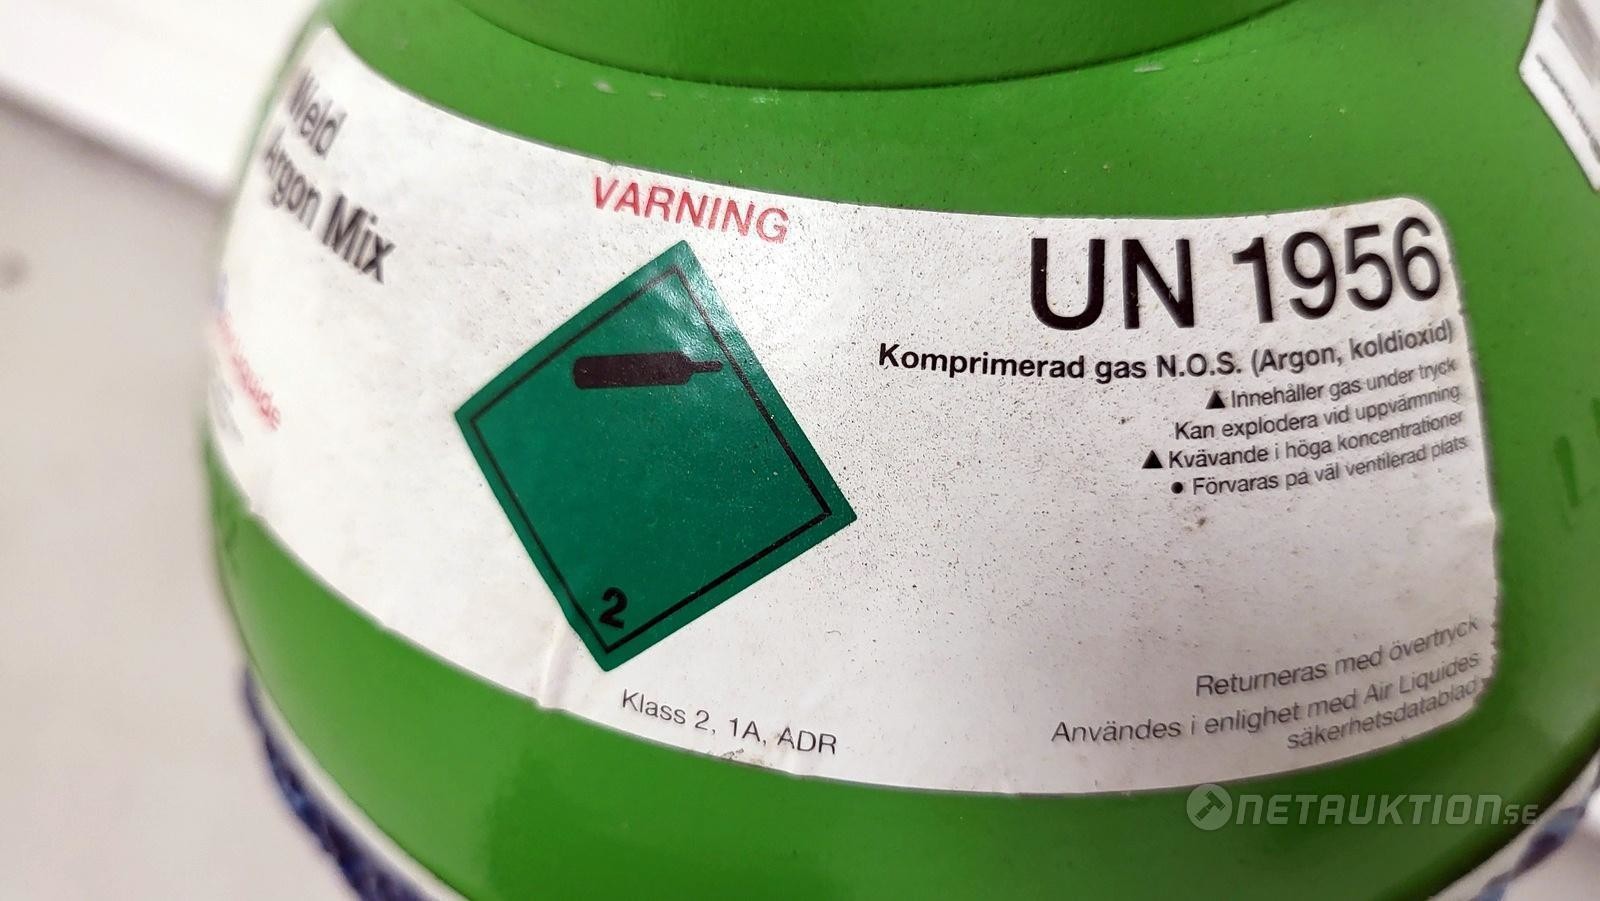 Weld
Argon Mix
VARNING
2
Klass 2, 1A, ADR
UN 1956
Komprimerad gas N.O.S. (Argon, koldioxid)
▲ Innehåller gas under tryck
Kan explodera vid uppvärmning
▲ Kvävande i höga koncentrationer
● Förvaras på väl ventilerad plats
Returneras med övertryck
Användes i enlighet med Air Liquides
säkerhetsdatablad
NETAUKTION.SE